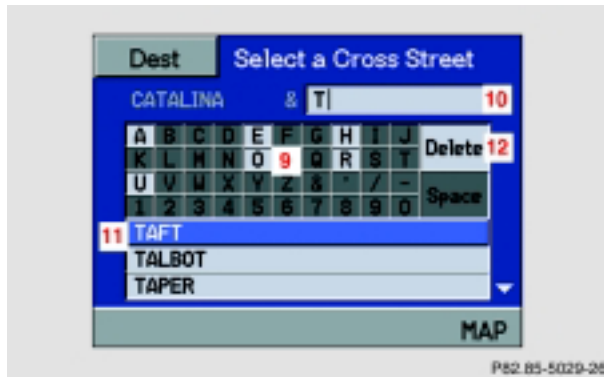 Dest Select a Cross Street
CATALINA & T 10
A B C D E F G H I J Delete 12
K L M N O 9 Q R S T
U V W X Y Z & ' / - Space
1 2 3 4 5 6 7 8 9 0
11 TAFT
TALBOT
TAPER
MAP
P82.85-5029-26